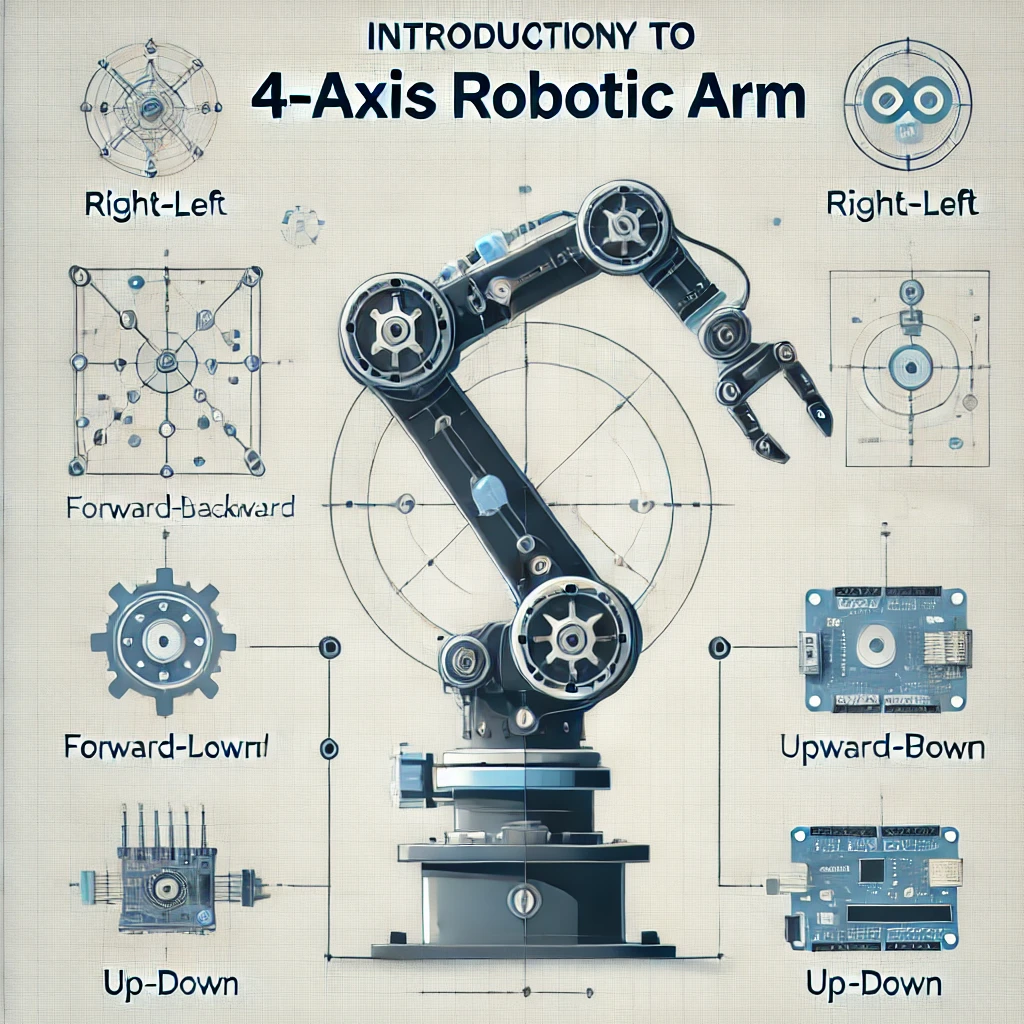 INTRODUCTIONY TO
4-Axis Robotic Arm
Right-Left
Right-Left
Forward-Backward
Forward-Lownl
Upward-Bown
Up-Down
Up-Down